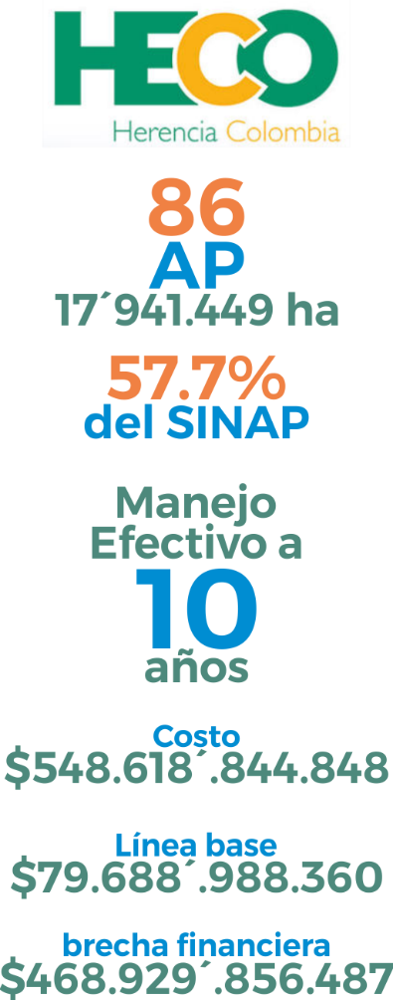 HECO
Herencia Colombia
86
AP
17´941.449 ha
57.7%
del SINAP
Manejo
Efectivo a
10
años
Costo
$548.618´.844.848
Línea base
$79.688´.988.360
brecha financiera
$468.929´.856.487